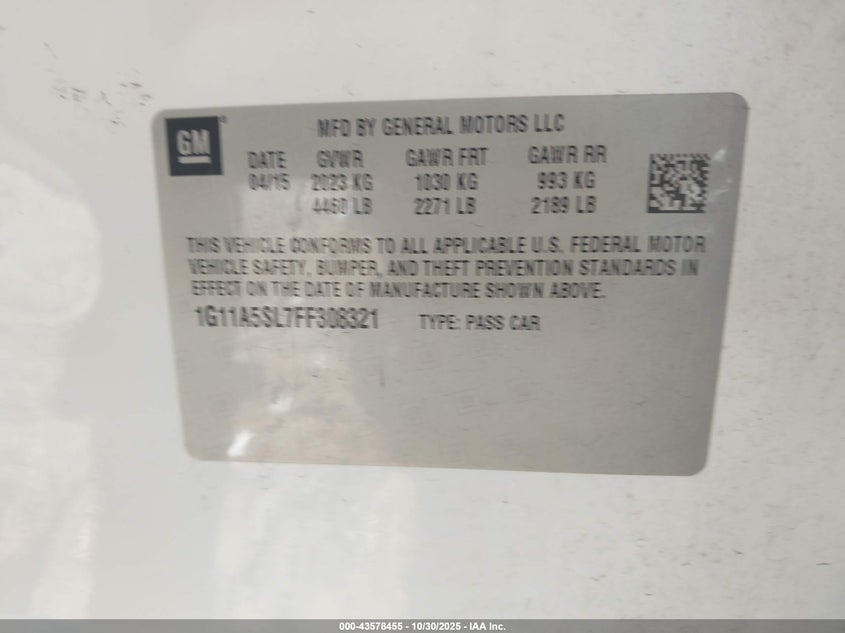 GM®
MFD BY GENERAL MOTORS LLC
DATE GVWR GAWR FRT GAWR RR
04/15 2023 KG 1030 KG 993 KG
4460 LB 2271 LB 2189 LB
THIS VEHICLE CONFORMS TO ALL APPLICABLE U.S. FEDERAL MOTOR
VEHICLE SAFETY, BUMPER, AND THEFT PREVENTION STANDARDS IN
EFFECT ON THE DATE OF MANUFACTURE SHOWN ABOVE.
1G11A5SL7FF308321 TYPE: PASS CAR
000-43578455 - 10/30/2025 - IAA Inc.